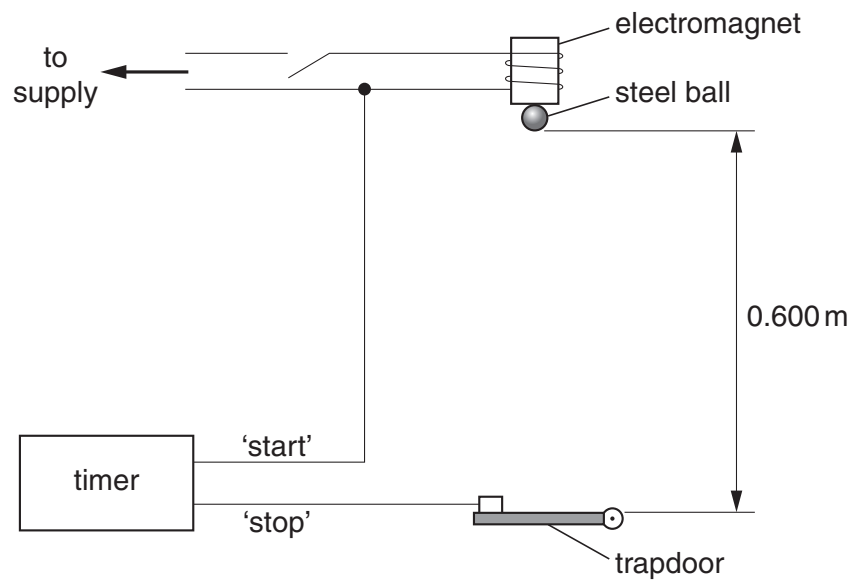 electromagnet
to
supply
steel ball
0.600 m
‘start’
timer
‘stop’
trapdoor